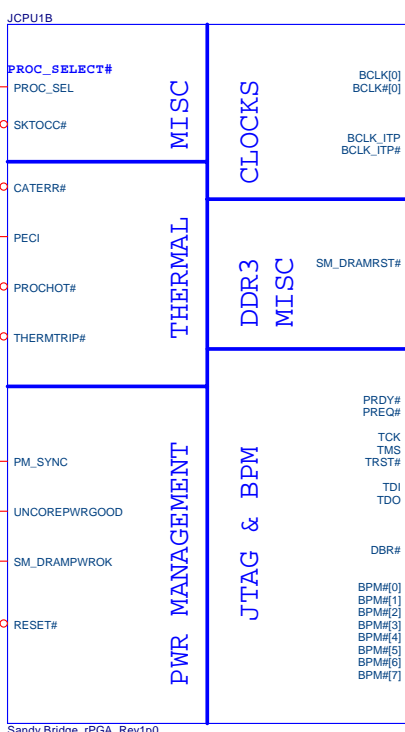 JCPU1B
PROC_SELECT#
PROC_SEL
SKTOCC#
MISC
CATERR#
PECI
PROCHOT#
THERMTRIP#
THERMAL
PM_SYNC
UNCOREPWRGOOD
SM_DRAMPWROK
RESET#
PWR MANAGEMENT
CLOCKS
BCLK[0]
BCLK#[0]
BCLK_ITP
BCLK_ITP#
DDR3
MISC
SM_DRAMRST#
JTAG & BPM
PRDY#
PREQ#
TCK
TMS
TRST#
TDI
TDO
DBR#
BPM#[0]
BPM#[1]
BPM#[2]
BPM#[3]
BPM#[4]
BPM#[5]
BPM#[6]
BPM#[7]
Sandy Bridge_rPGA_Rev1p0